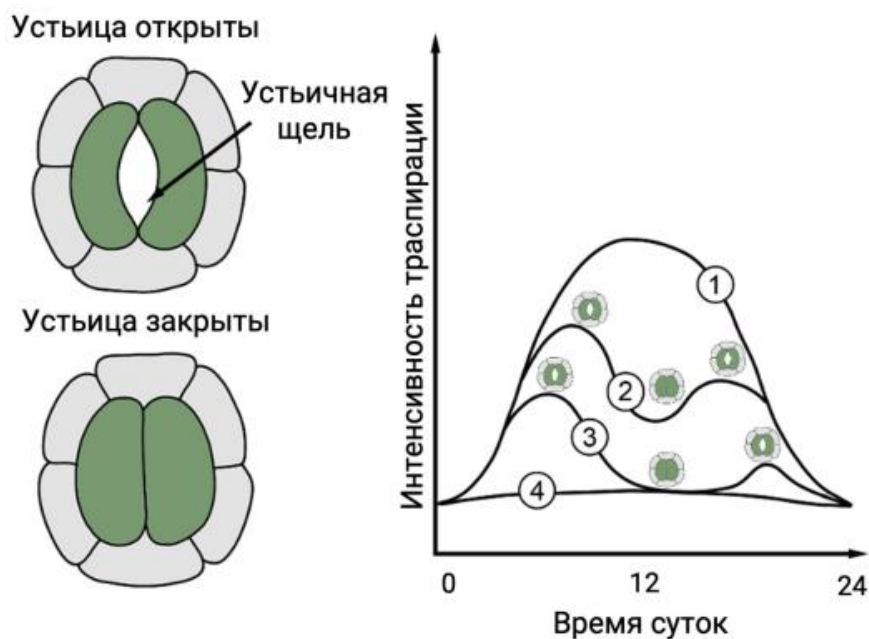 Устьица открыты
Устьичная
щель
Устьица закрыты
Интенсивность траспирации
1
2
3
4
0
12
24
Время суток